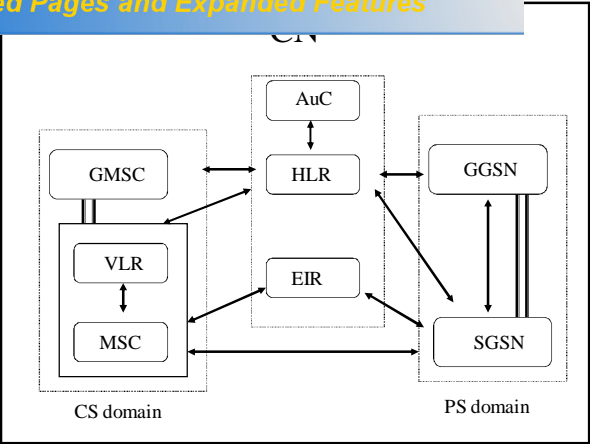 ed Pages and Expanded Features
CN
AuC
GMSC
HLR
GGSN
VLR
EIR
MSC
SGSN
CS domain
PS domain